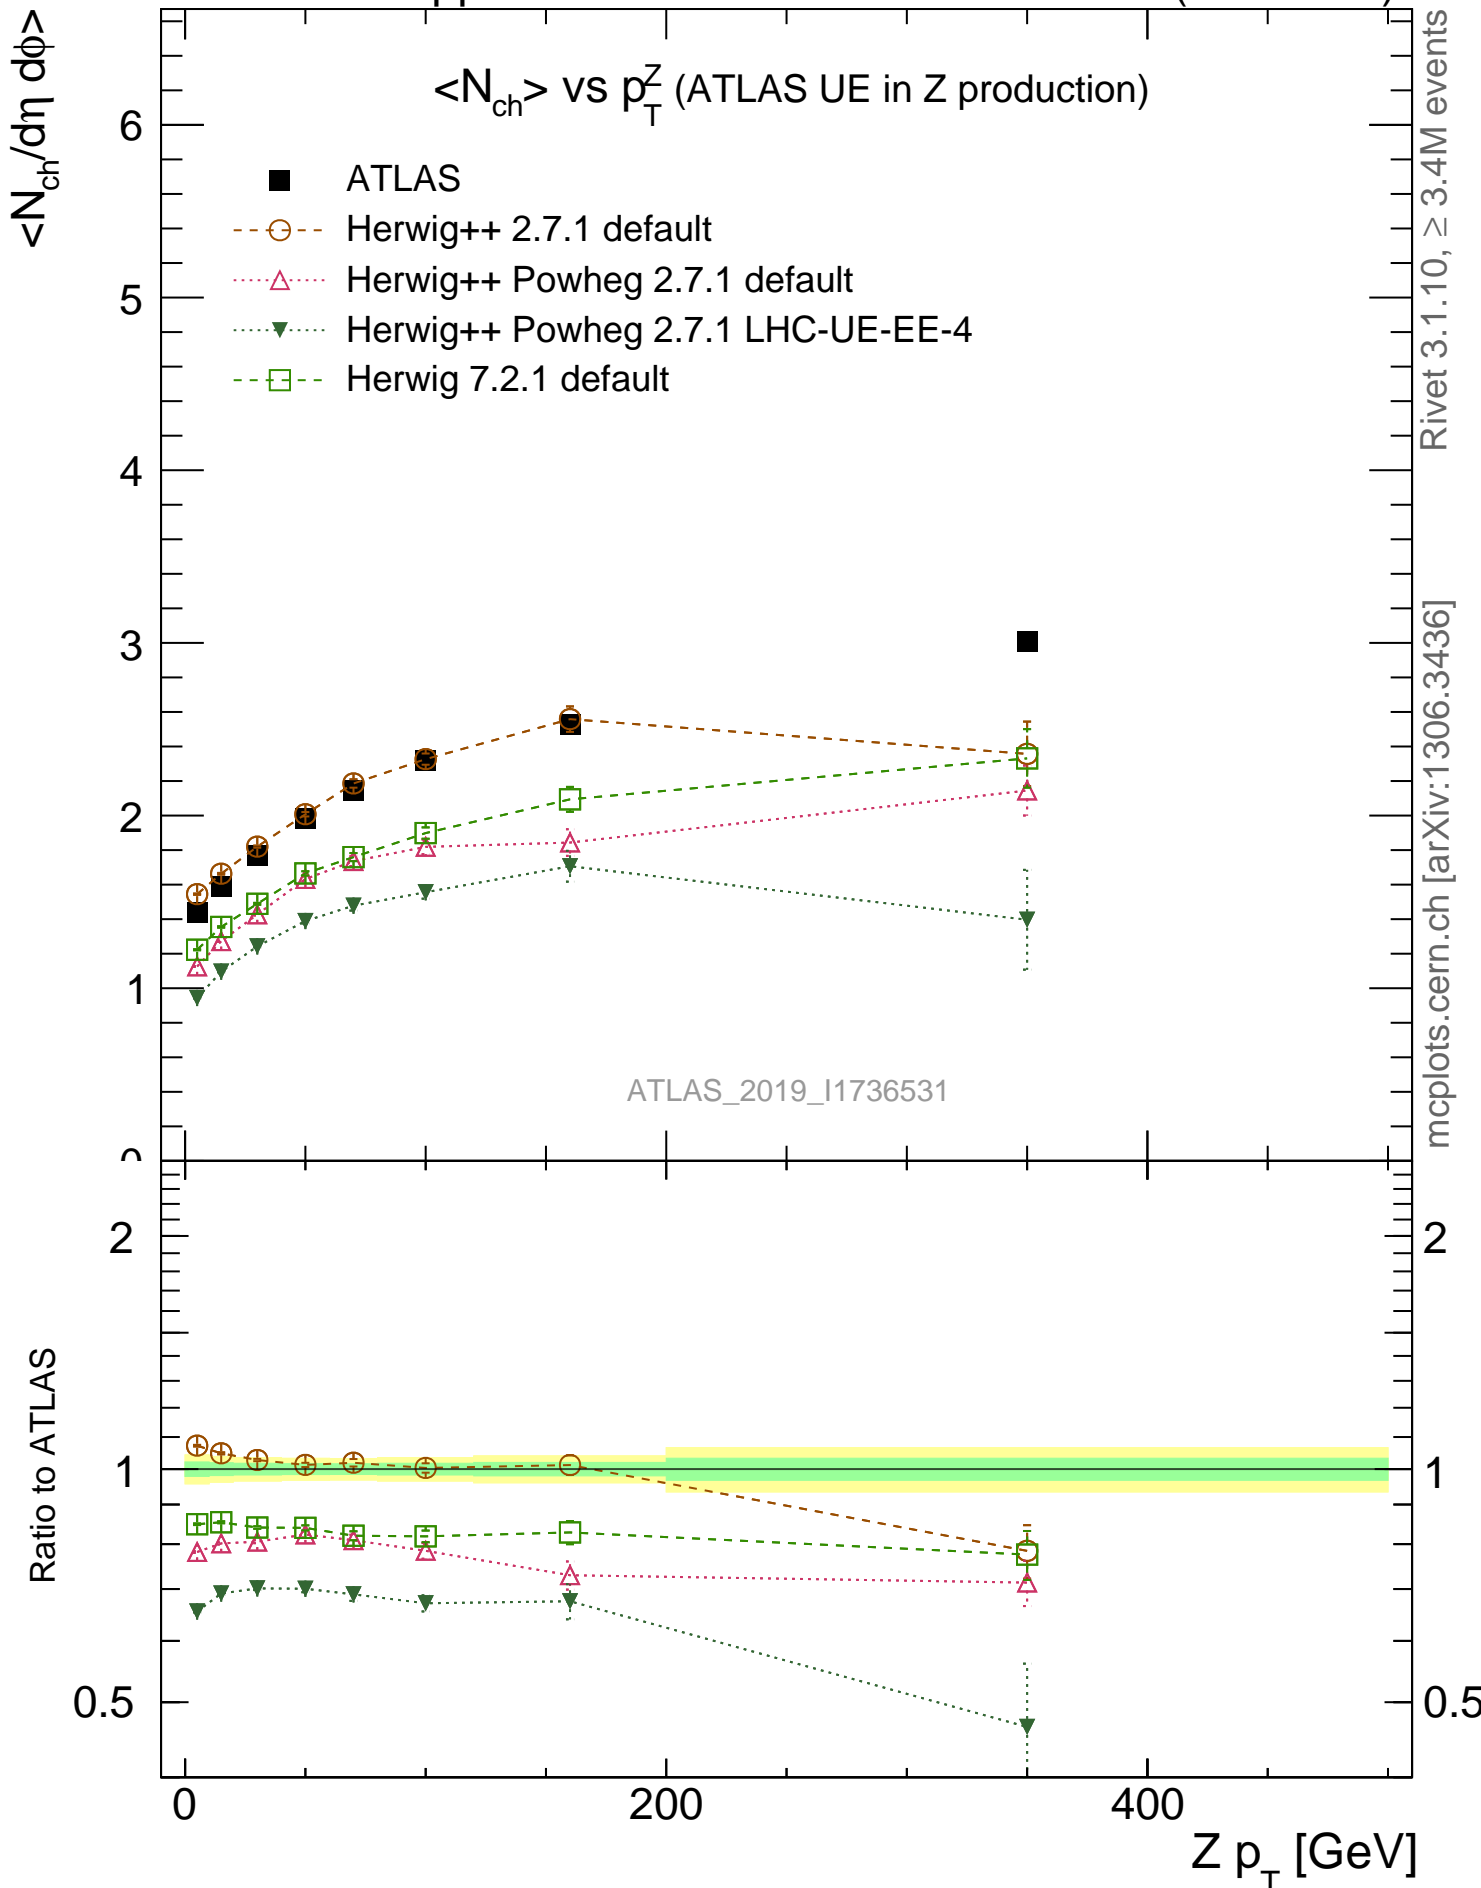 <N_ch> vs p_T^Z (ATLAS UE in Z production)
ATLAS
Herwig++ 2.7.1 default
Herwig++ Powheg 2.7.1 default
Herwig++ Powheg 2.7.1 LHC-UE-EE-4
Herwig 7.2.1 default
<N_ch/dη dϕ>
6
5
4
3
2
1
0
ATLAS_2019_I1736531
Rivet 3.1.10, ≥ 3.4M events
mcplots.cern.ch [arXiv:1306.3436]
Ratio to ATLAS
2
1
0.5
2
1
0.5
0
200
400
Z p_T [GeV]